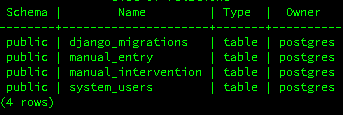 Schema | Name | Type | Owner
--------+---------------------+-------+----------
public | django_migrations | table | postgres
public | manual_entry | table | postgres
public | manual_intervention | table | postgres
public | system_users | table | postgres
(4 rows)